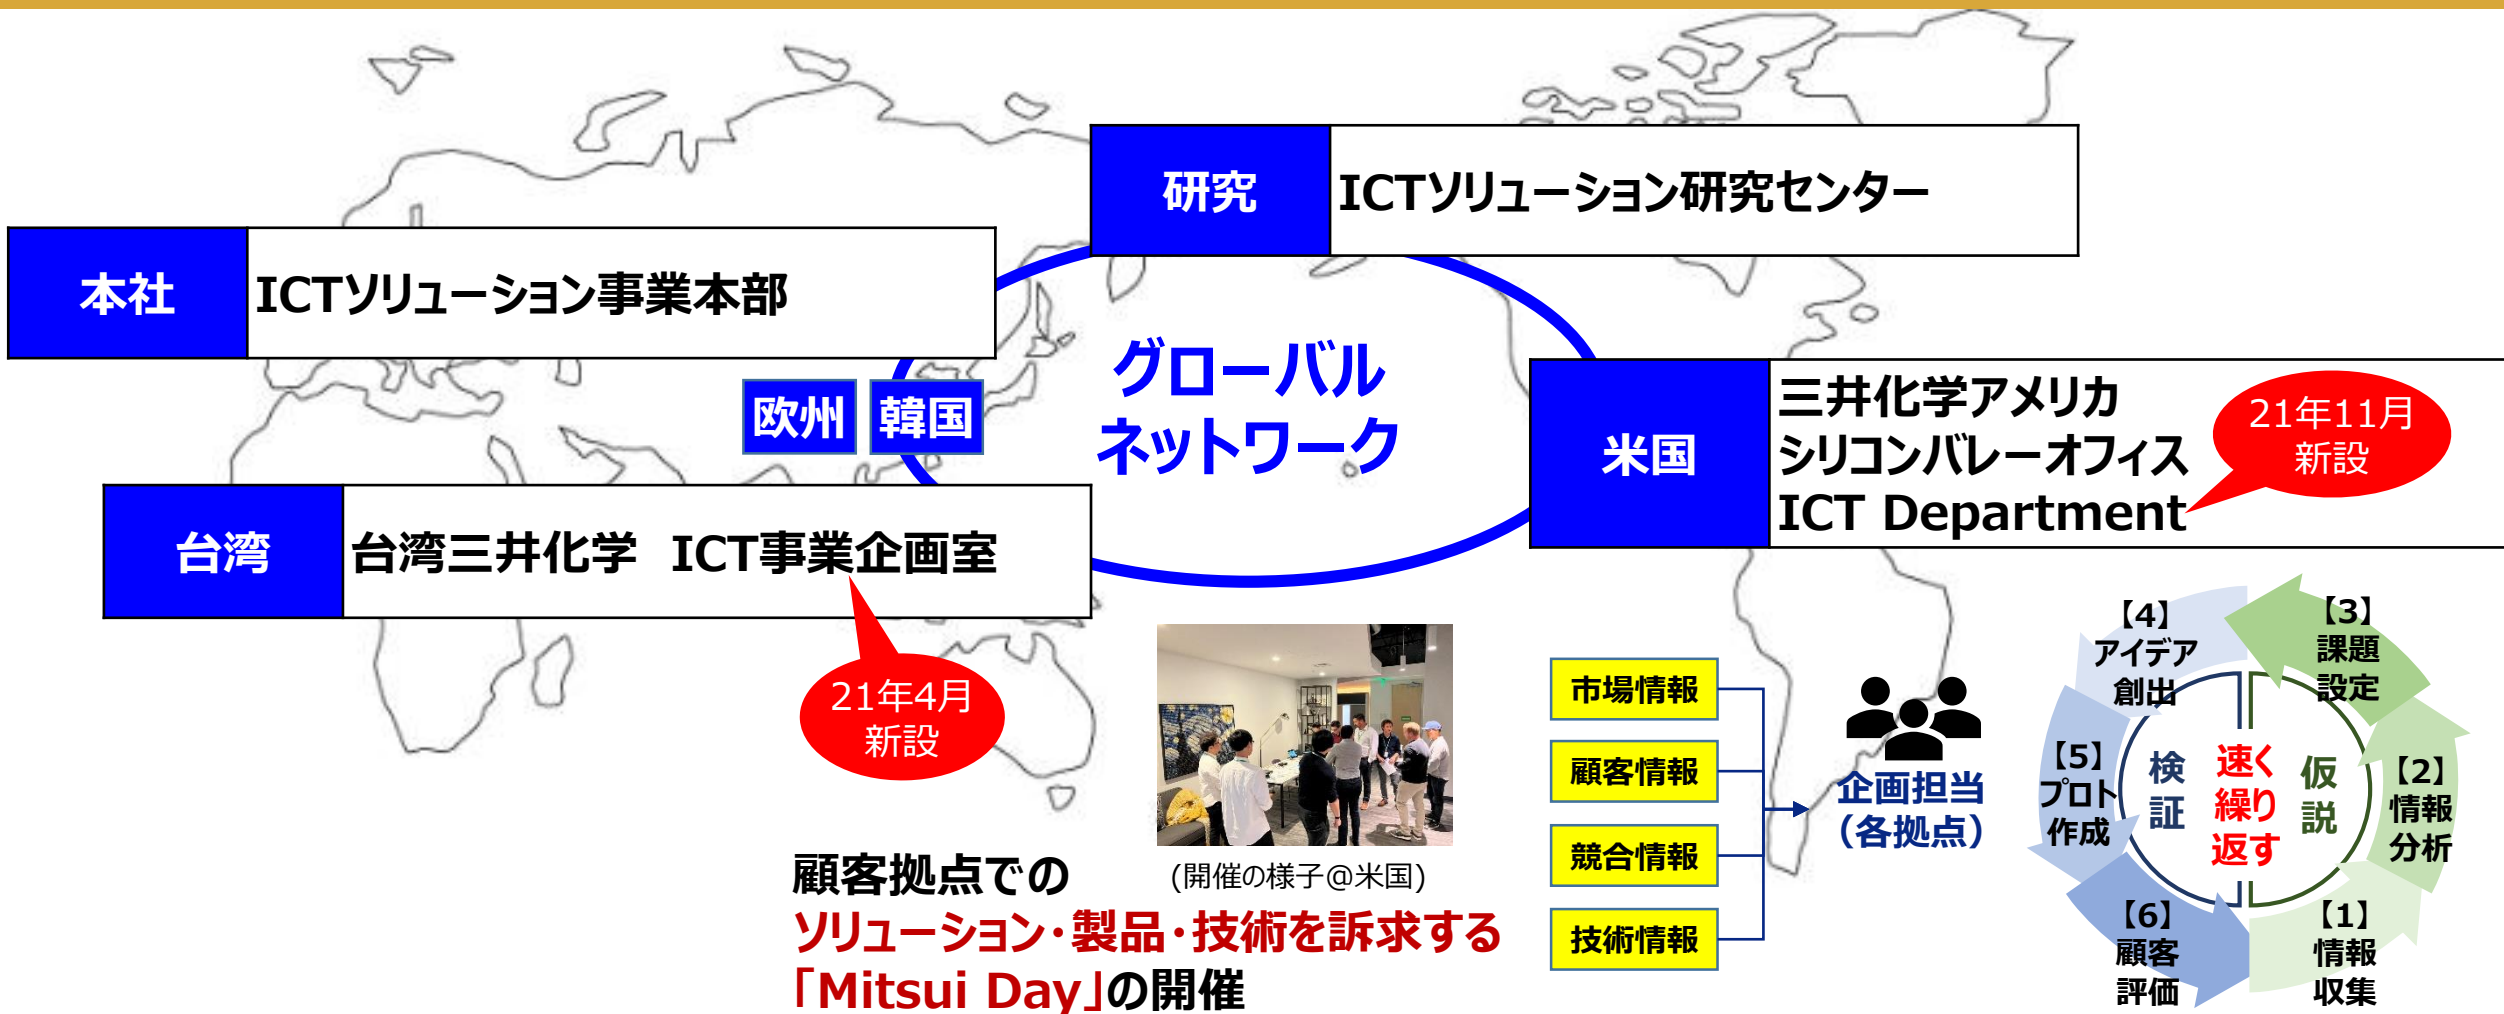 研究
ICTソリューション研究センター
本社
ICTソリューション事業本部
グローバル
ネットワーク
欧州
韓国
米国
三井化学アメリカ
シリコンバレーオフィス
ICT Department
21年11月
新設
台湾
台湾三井化学 ICT事業企画室
21年4月
新設
(開催の様子@米国)
顧客拠点での
ソリューション・製品・技術を訴求する
「Mitsui Day」の開催
市場情報
顧客情報
競合情報
技術情報
企画担当
(各拠点)
【1】
情報
収集
【2】
情報
分析
【3】
課題
設定
【4】
アイデア
創出
【5】
プロト
作成
【6】
顧客
評価
検
証
速く
繰り
返す
仮
説